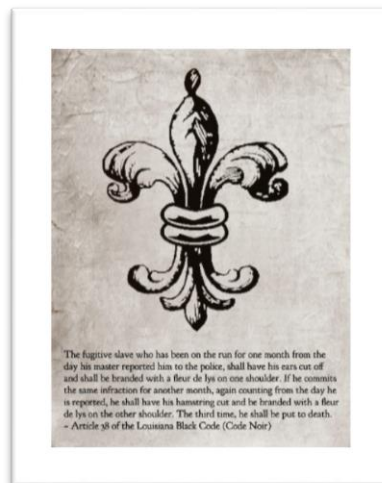 The fugitive slave who has been on the run for one month from the
day his master reported him to the police, shall have his ears cut off
and shall be branded with a fleur de lys on one shoulder. If he commits
the same infraction for another month, again counting from the day he
is reported, he shall have his hamstring cut and be branded with a fleur
de lys on the other shoulder. The third time, he shall be put to death.
~ Article 38 of the Louisiana Black Code (Code Noir)